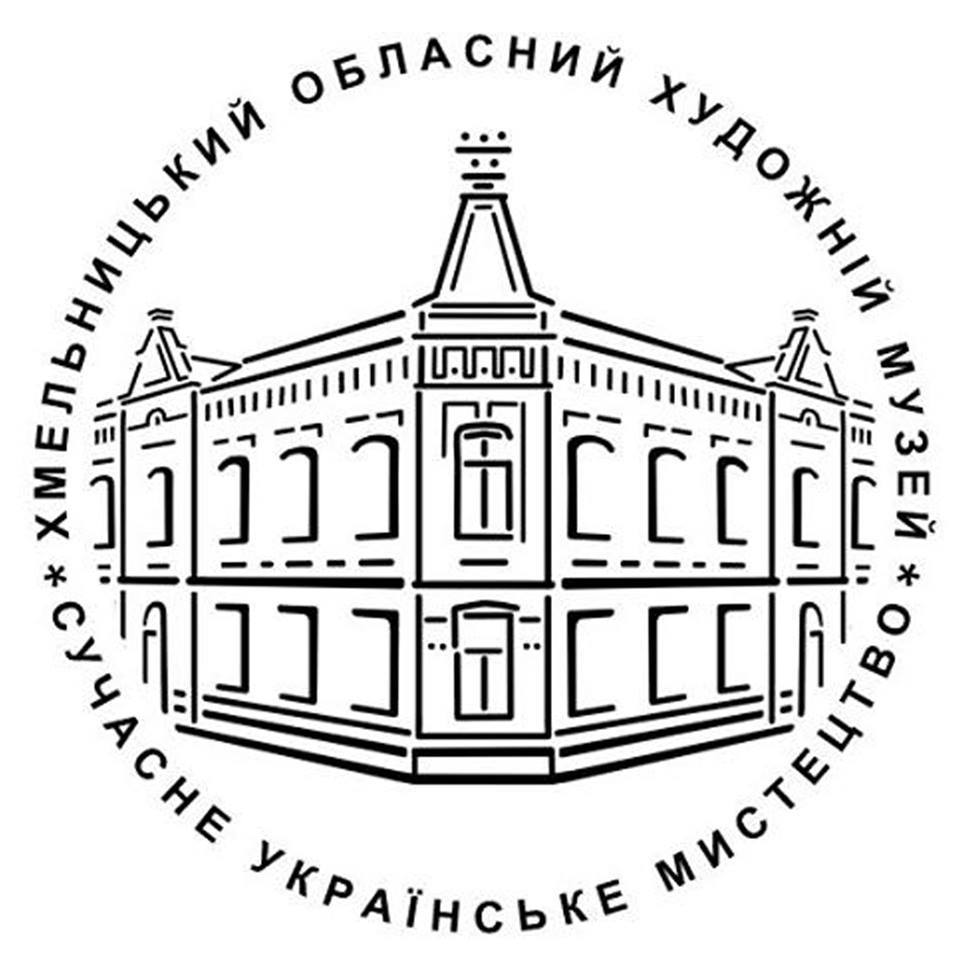 ХМЕЛЬНИЦЬКИЙ ОБЛАСНИЙ ХУДОЖНІЙ МУЗЕЙ
* СУЧАСНЕ УКРАЇНСЬКЕ МИСТЕЦТВО *